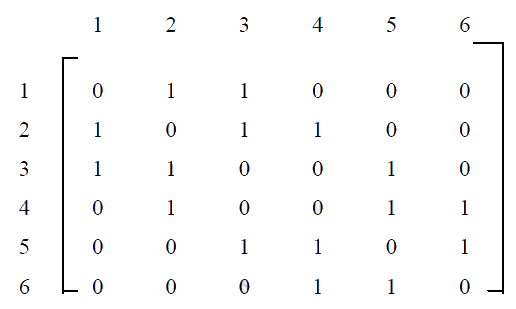 1 2 3 4 5 6
1 0 1 1 0 0 0
2 1 0 1 1 0 0
3 1 1 0 0 1 0
4 0 1 0 0 1 1
5 0 0 1 1 0 1
6 0 0 0 1 1 0